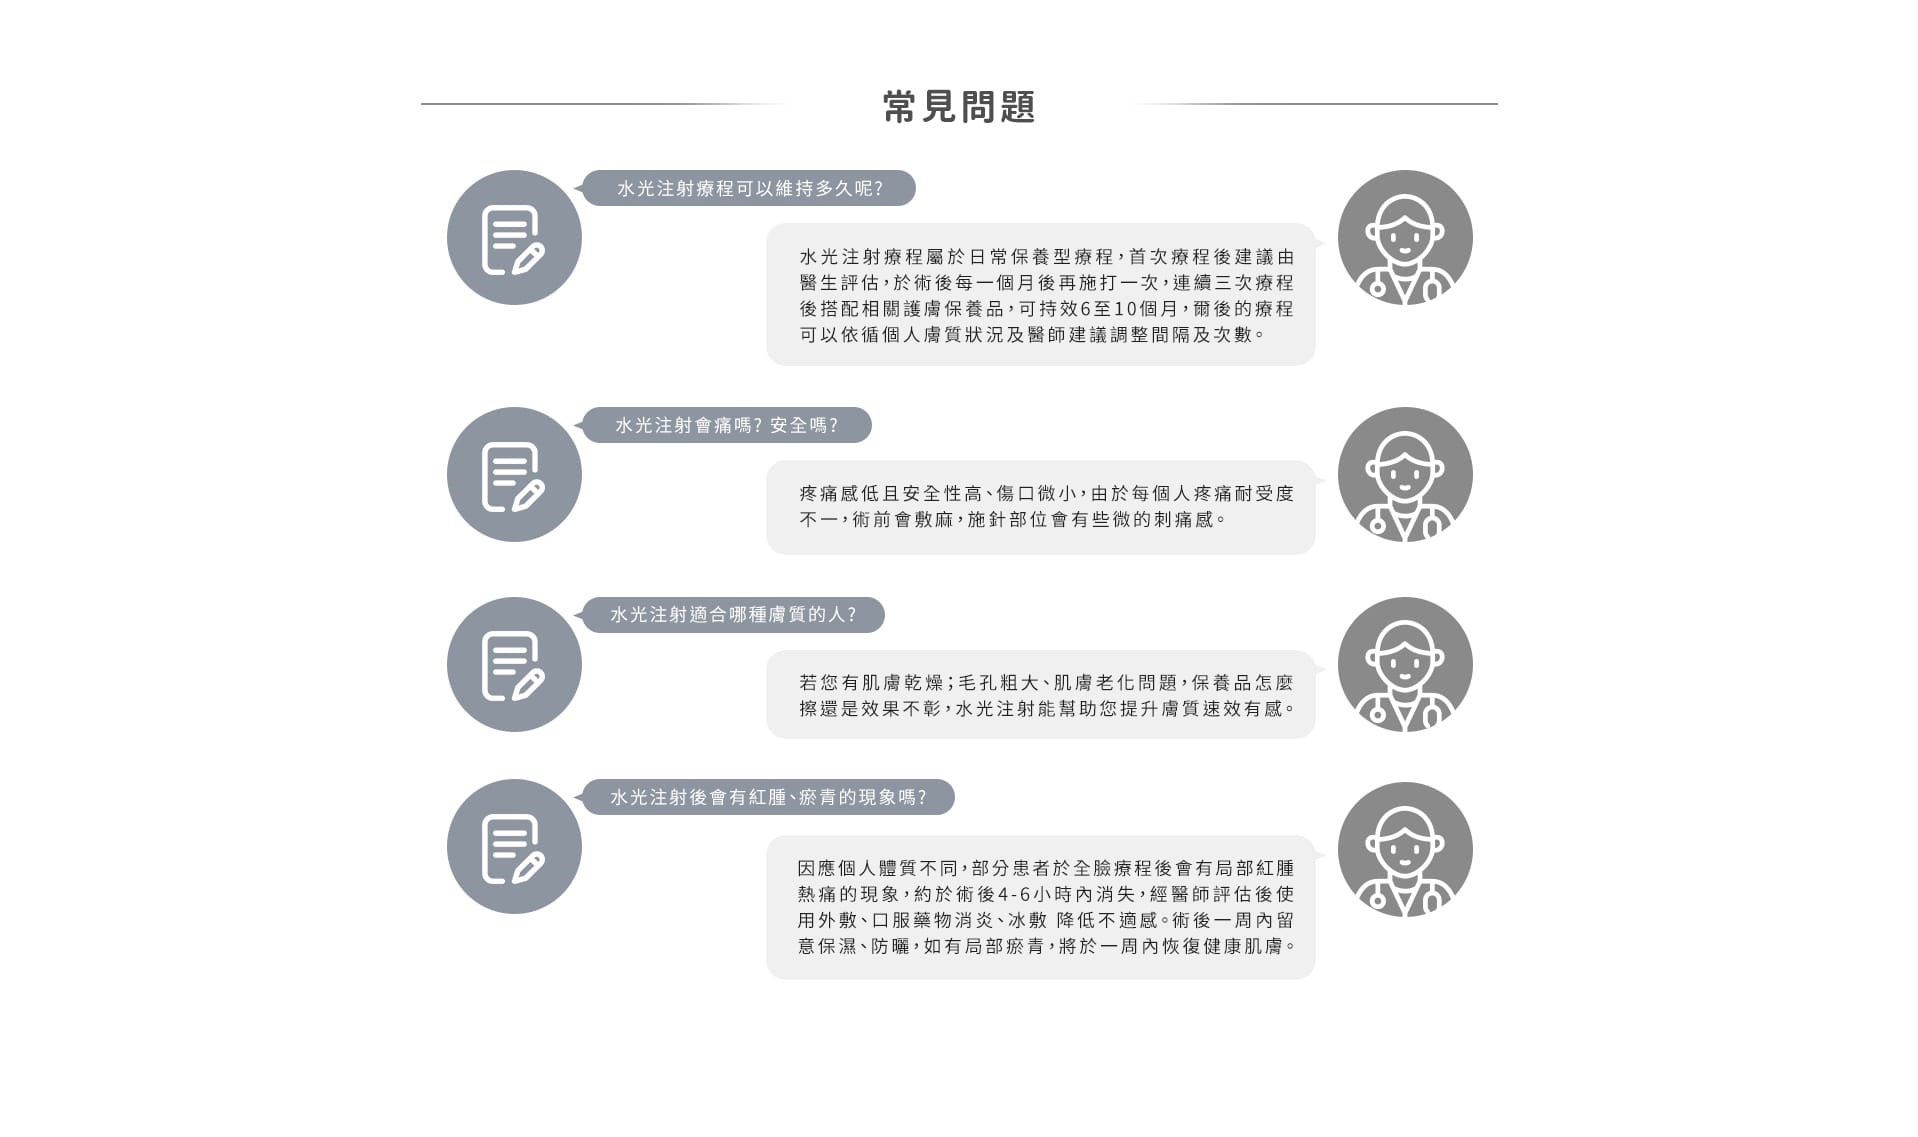 常見問題
水光注射療程可以維持多久呢?
水光注射療程屬於日常保養型療程，首次療程後建議由
醫生評估，於術後每一個月後再施打一次，連續三次療程
後搭配相關護膚保養品，可持效6至10個月，爾後的療程
可以依循個人膚質狀況及醫師建議調整間隔及次數。
水光注射會痛嗎? 安全嗎?
疼痛感低且安全性高、傷口微小，由於每個人疼痛耐受度
不一，術前會敷麻，施針部位會有些微的刺痛感。
水光注射適合哪種膚質的人?
若您有肌膚乾燥；毛孔粗大、肌膚老化問題，保養品怎麼
擦還是效果不彰，水光注射能幫助您提升膚質速效有感。
水光注射後會有紅腫、瘀青的現象嗎?
因應個人體質不同，部分患者於全臉療程後會有局部紅腫
熱痛的現象，約於術後4-6小時內消失，經醫師評估後使
用外敷、口服藥物消炎、冰敷 降低不適感。術後一周內留
意保濕、防曬，如有局部瘀青，將於一周內恢復健康肌膚。